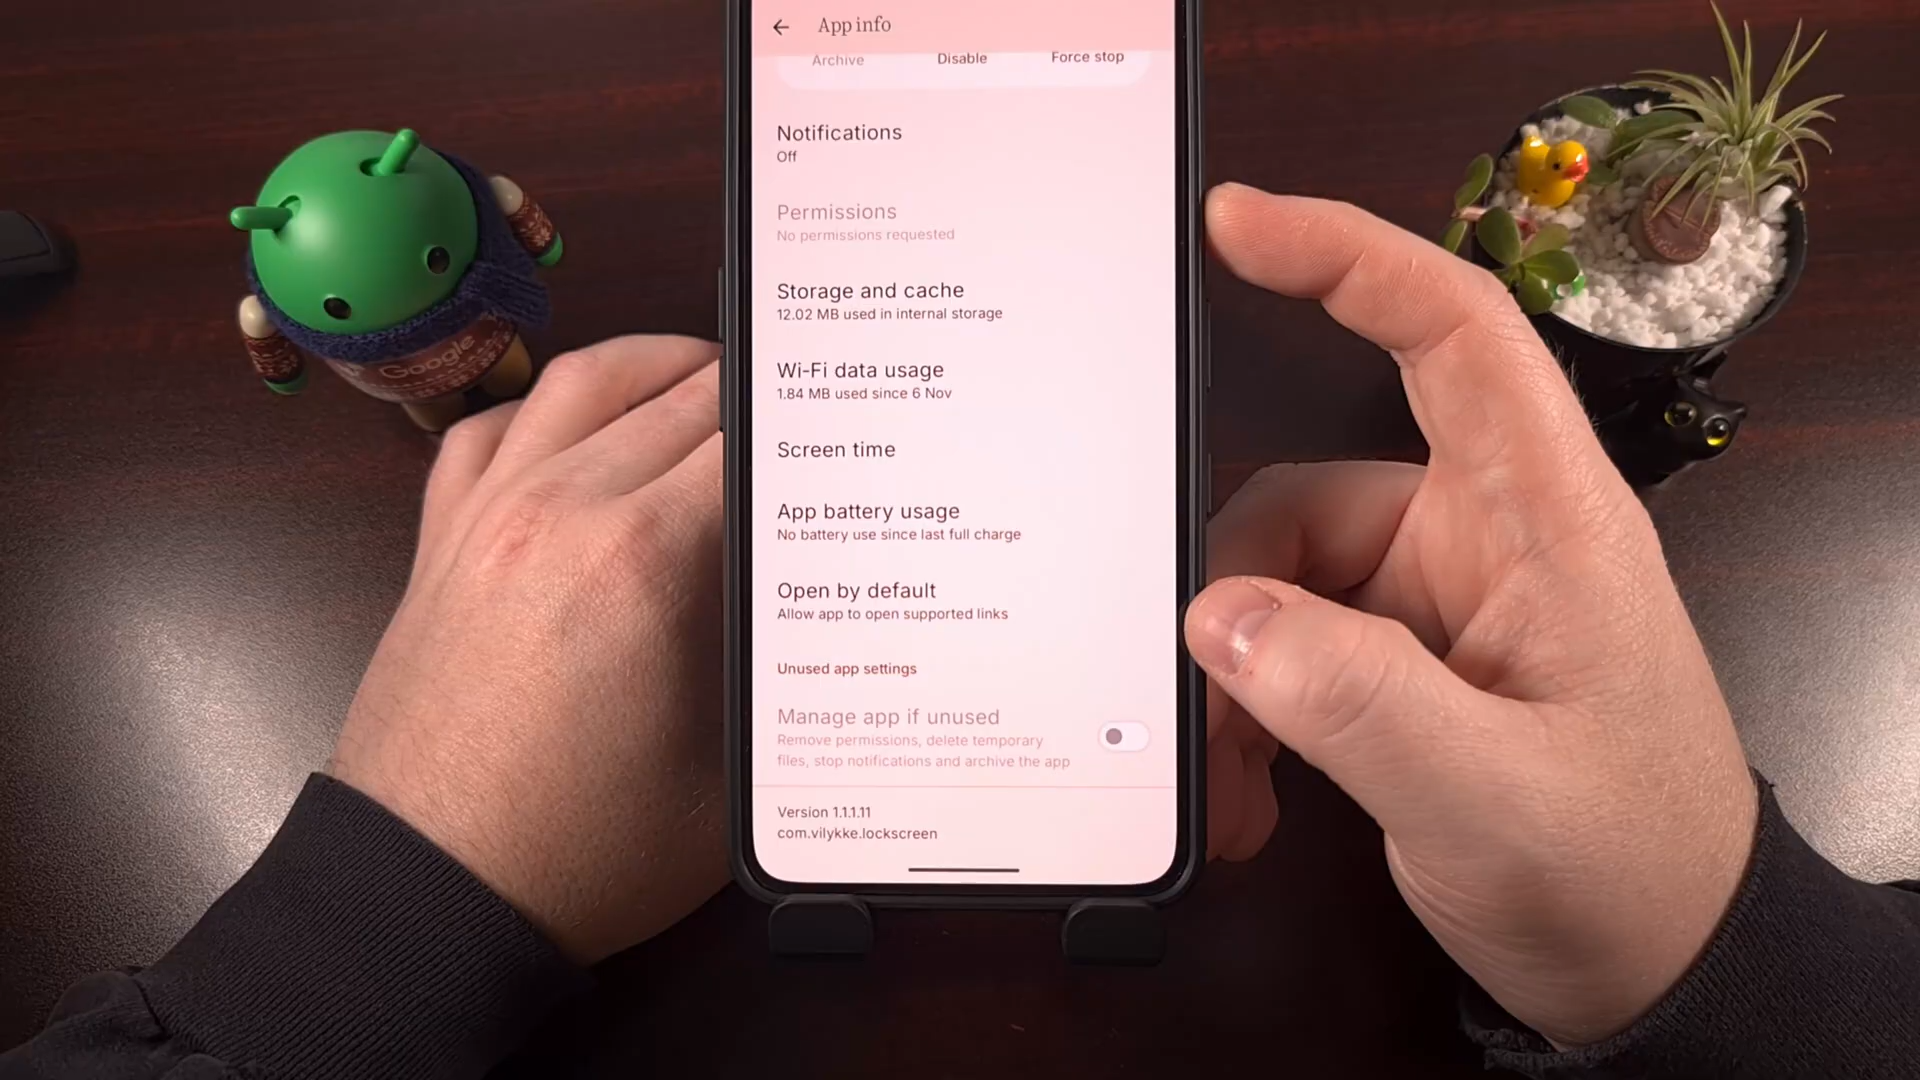 App info
Archive
Disable
Force stop
Notifications
Off
Permissions
No permissions requested
Storage and cache
12.02 MB used in internal storage
Wi-Fi data usage
1.84 MB used since 6 Nov
Screen time
App battery usage
No battery use since last full charge
Open by default
Allow app to open supported links
Unused app settings
Manage app if unused
Remove permissions, delete temporary
files, stop notifications and archive the app
Version 1.1.1.11
com.vilykke.lockscreen
Google